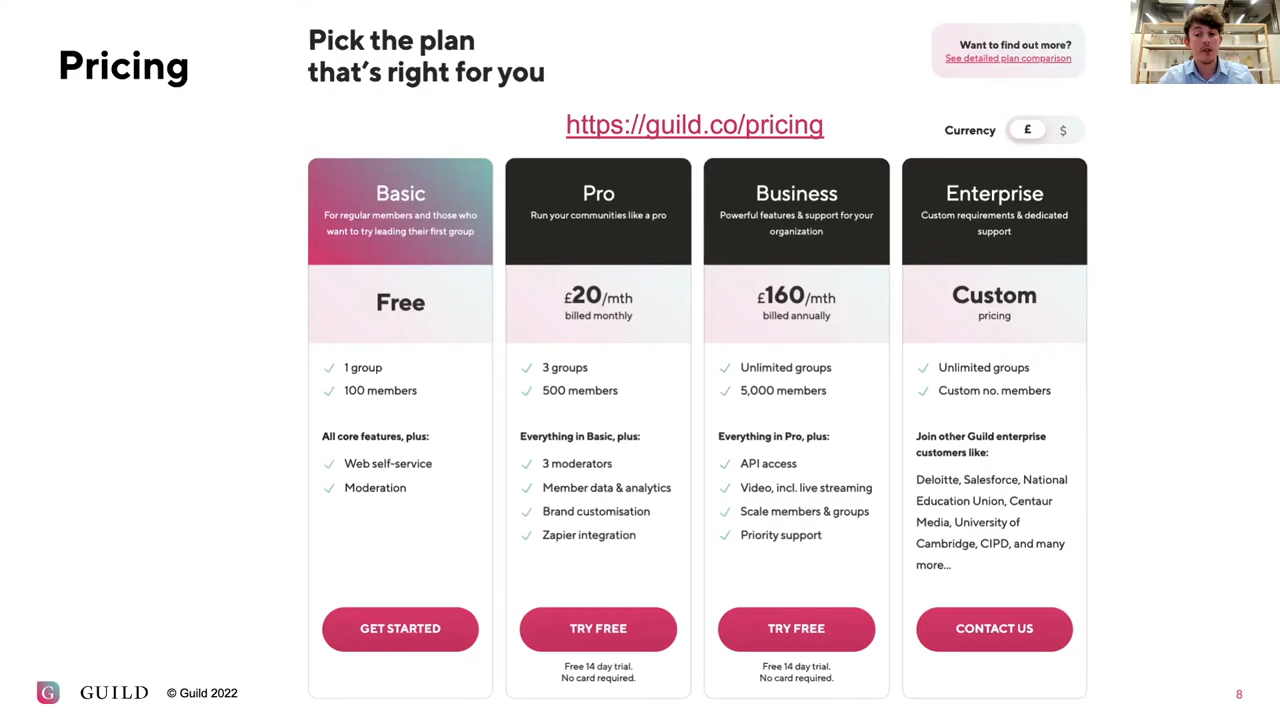 Pricing
Pick the plan
that's right for you
Want to find out more?
See detailed plan comparison
https://guild.co/pricing
Currency £ $
Basic
For regular members and those who
want to try leading their first group
Free
1 group
100 members
All core features, plus:
Web self-service
Moderation
GET STARTED
Pro
Run your communities like a pro
£20/mth
billed monthly
3 groups
500 members
Everything in Basic, plus:
3 moderators
Member data & analytics
Brand customisation
Zapier integration
TRY FREE
Free 14 day trial.
No card required.
Business
Powerful features & support for your
organization
£160/mth
billed annually
Unlimited groups
5,000 members
Everything in Pro, plus:
API access
Video, incl. live streaming
Scale members & groups
Priority support
TRY FREE
Free 14 day trial.
No card required.
Enterprise
Custom requirements & dedicated
support
Custom
pricing
Unlimited groups
Custom no. members
Join other Guild enterprise
customers like:
Deloitte, Salesforce, National
Education Union, Centaur
Media, University of
Cambridge, CIPD, and many
more...
CONTACT US
G GUILD © Guild 2022
8